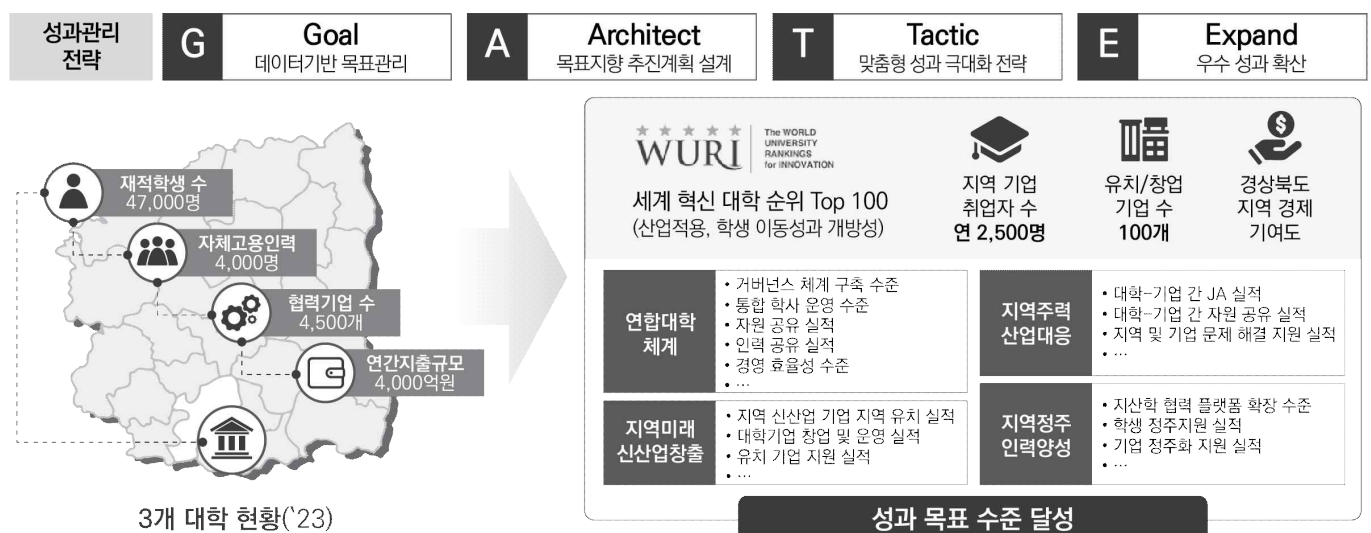 성과관리
전략
G
Goal
데이터기반 목표관리
A
Architect
목표지향 추진계획 설계
T
Tactic
맞춤형 성과 극대화 전략
E
Expand
우수 성과 확산
재적학생 수
47,000명
자체고용인력
4,000명
협력기업 수
4,500개
연간지출규모
4,000억원
3개 대학 현황(‵23)
WURI
The WORLD
UNIVERSITY
RANKINGS
for INNOVATION
세계 혁신 대학 순위 Top 100
(산업적용, 학생 이동성과 개방성)
지역 기업
취업자 수
연 2,500명
유치/창업
기업 수
100개
경상북도
지역 경제
기여도
연합대학
체계
• 거버넌스 체계 구축 수준
• 통합 학사 운영 수준
• 자원 공유 실적
• 인력 공유 실적
• 경영 효율성 수준
• …
지역주력
산업대응
• 대학-기업 간 JA 실적
• 대학-기업 간 자원 공유 실적
• 지역 및 기업 문제 해결 지원 실적
• …
지역미래
신산업창출
• 지역 신산업 기업 지역 유치 실적
• 대학기업 창업 및 운영 실적
• 유치 기업 지원 실적
• …
지역정주
인력양성
• 지산학 협력 플랫폼 확장 수준
• 학생 정주지원 실적
• 기업 정주화 지원 실적
• …
성과 목표 수준 달성